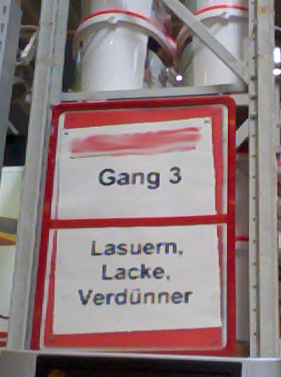 Gang 3
Lasuern,
Lacke,
Verdünner